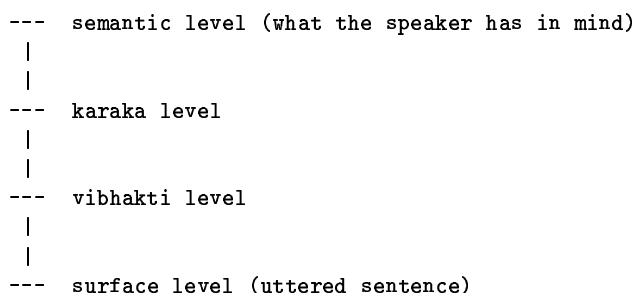 --- semantic level (what the speaker has in mind)
|
|
--- karaka level
|
|
--- vibhakti level
|
|
--- surface level (uttered sentence)